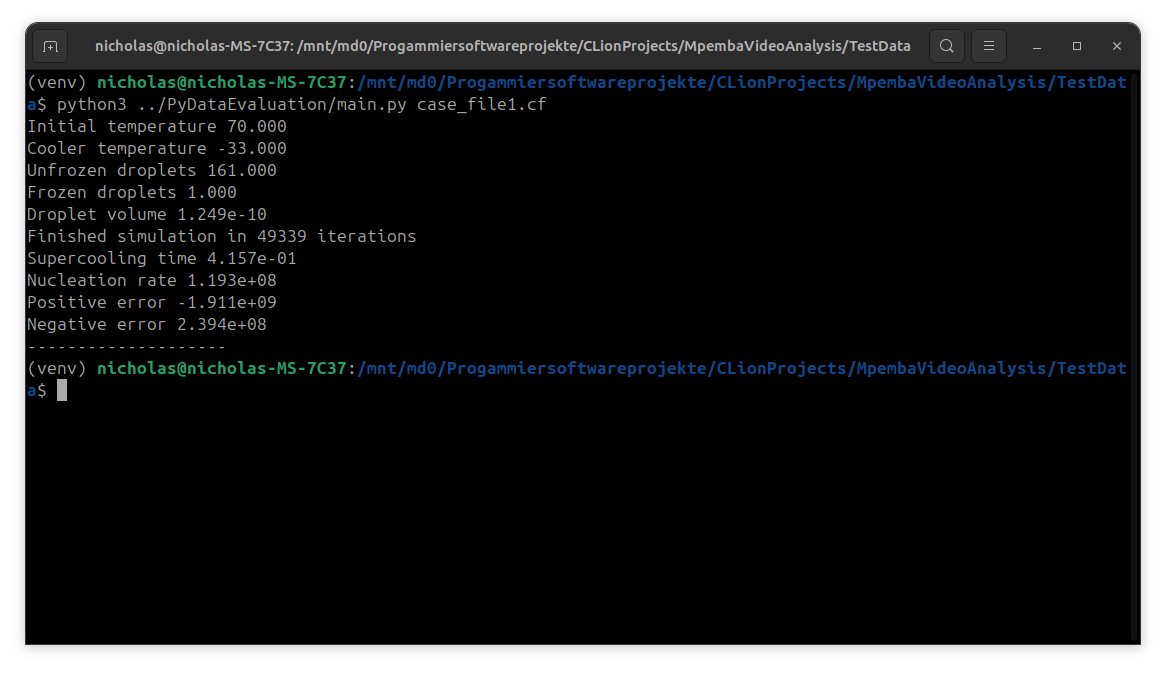 nicholas@nicholas-MS-7C37: /mnt/md0/Progammiersoftwareprojekte/CLionProjects/MpembaVideoAnalysis/TestData
(venv) nicholas@nicholas-MS-7C37:/mnt/md0/Progammiersoftwareprojekte/CLionProjects/MpembaVideoAnalysis/TestDat
a$ python3 ../PyDataEvaluation/main.py case_file1.cf
Initial temperature 70.000
Cooler temperature -33.000
Unfrozen droplets 161.000
Frozen droplets 1.000
Droplet volume 1.249e-10
Finished simulation in 49339 iterations
Supercooling time 4.157e-01
Nucleation rate 1.193e+08
Positive error -1.911e+09
Negative error 2.394e+08
--------------------
(venv) nicholas@nicholas-MS-7C37:/mnt/md0/Progammiersoftwareprojekte/CLionProjects/MpembaVideoAnalysis/TestDat
a$